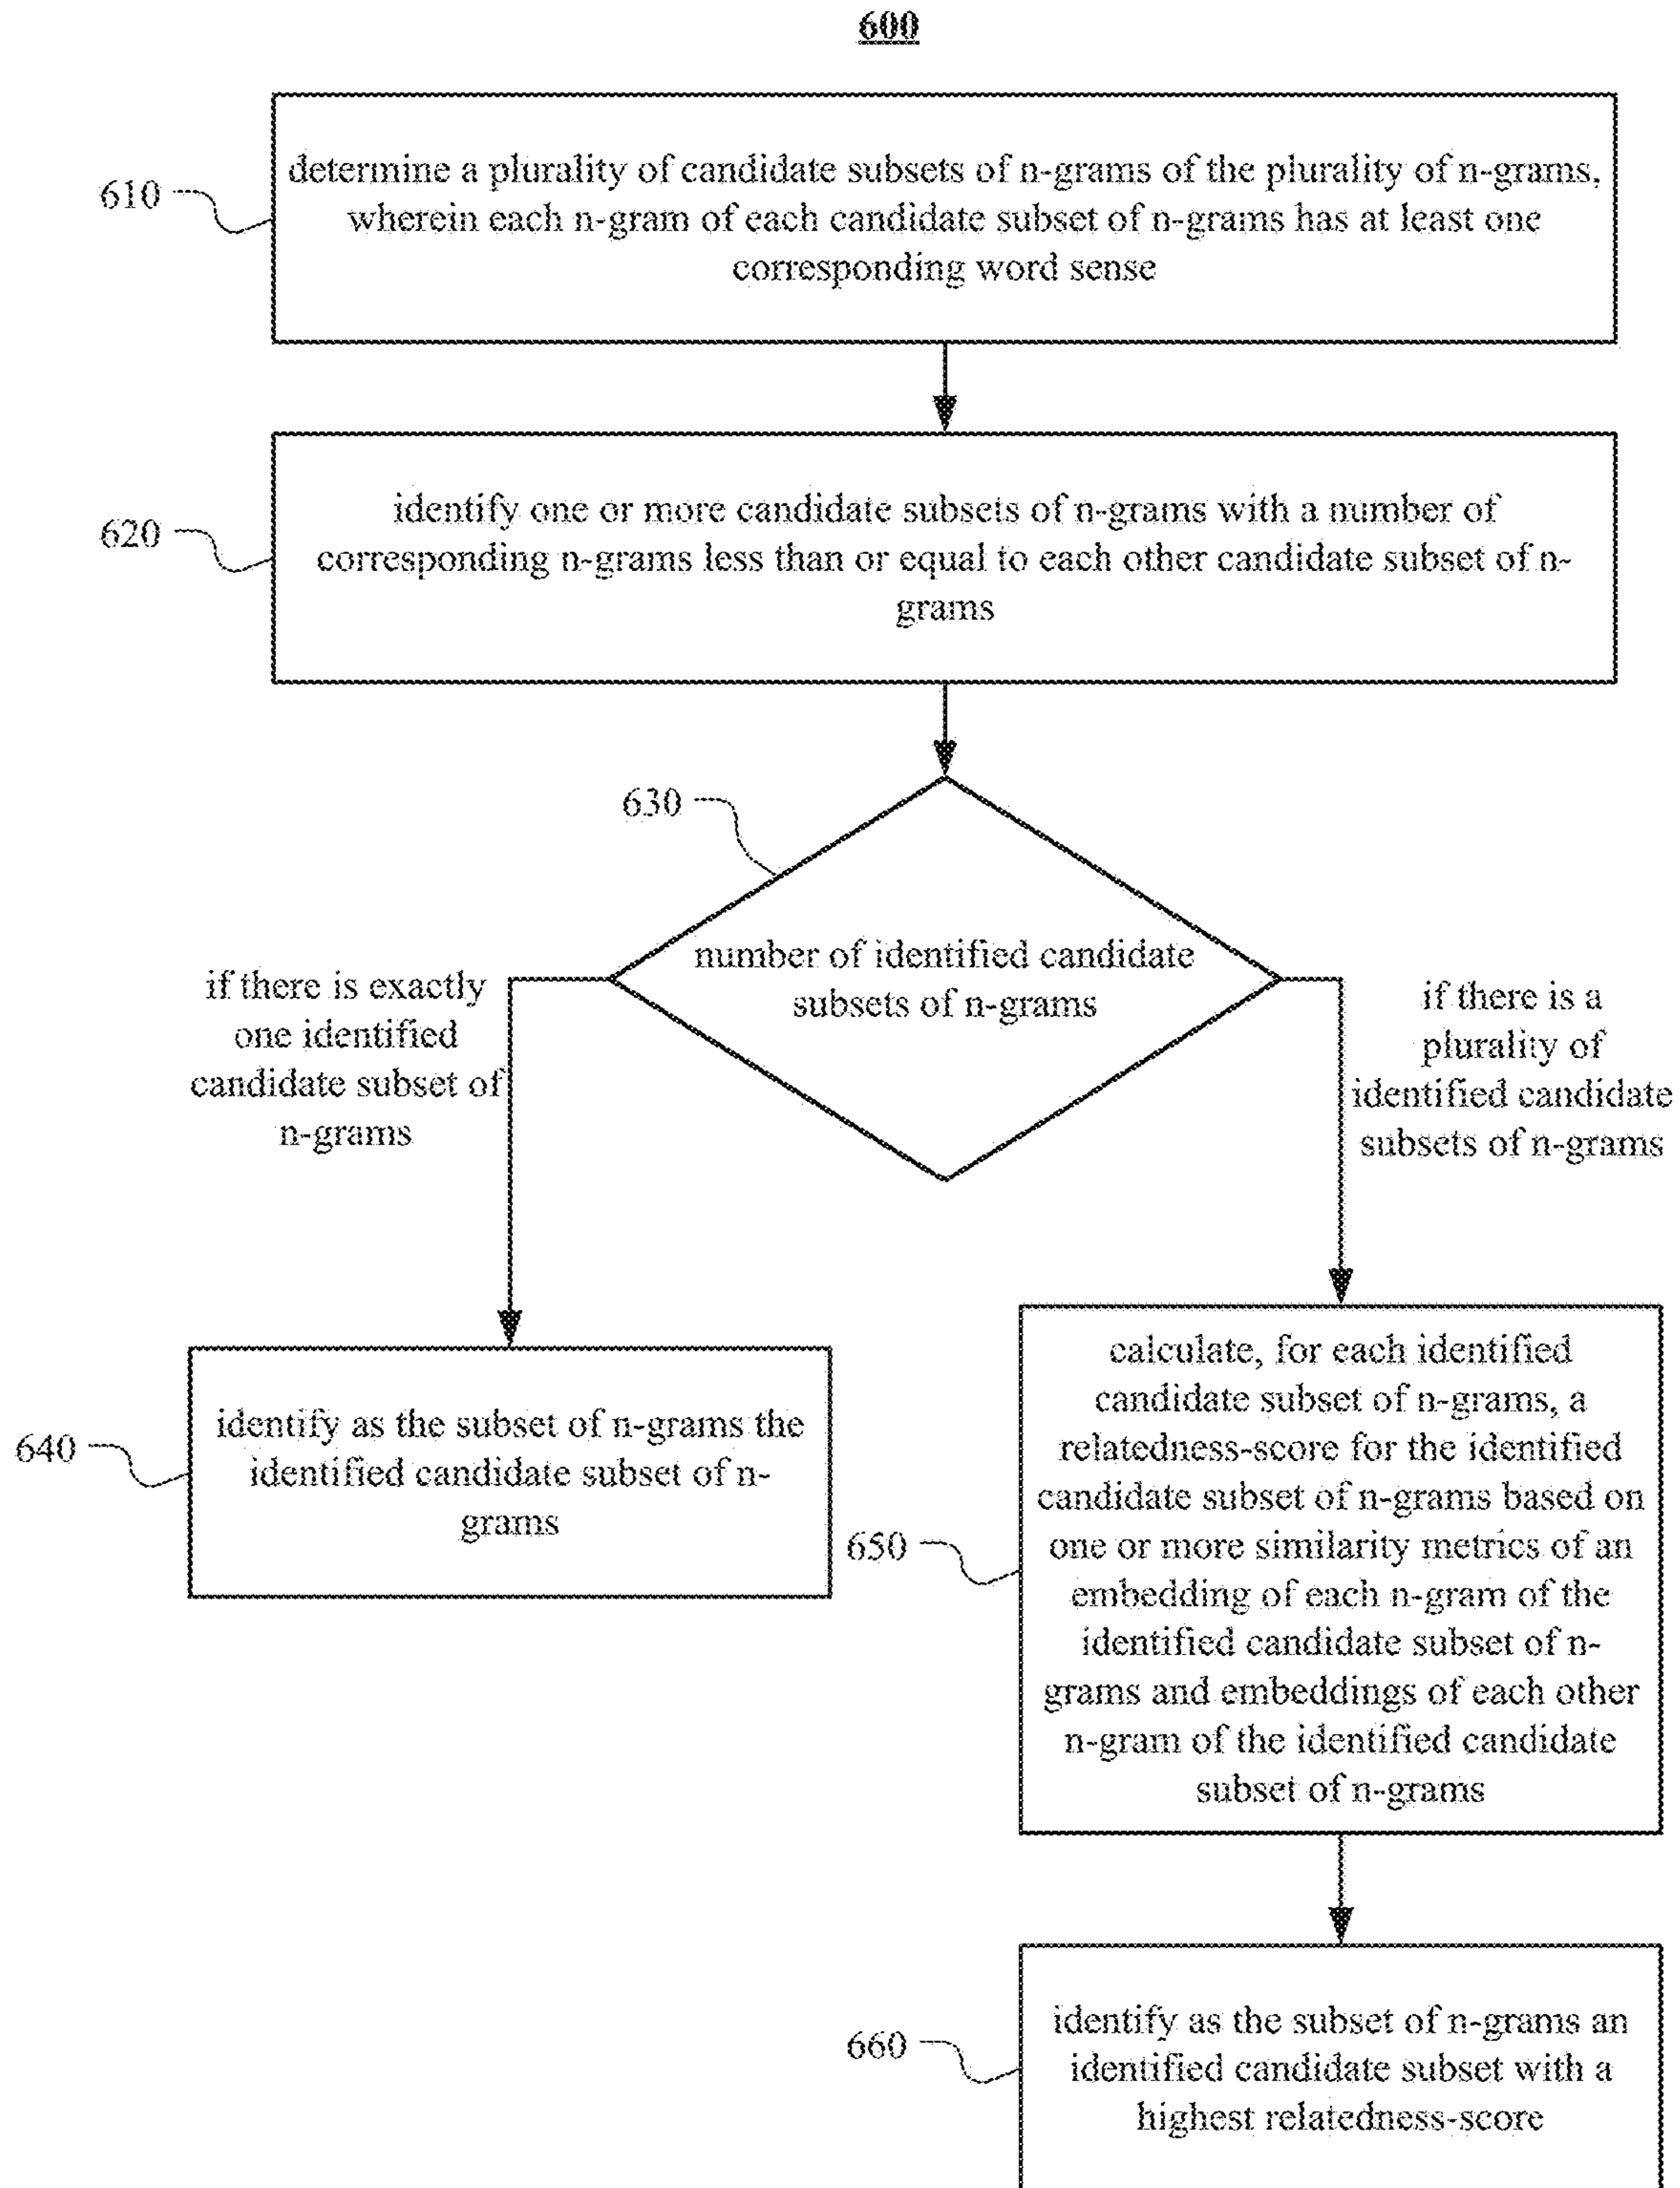 600
610
determine a plurality of candidate subsets of n-grams of the plurality of n-grams,
wherein each n-gram of each candidate subset of n-grams has at least one
corresponding word sense
620
identify one or more candidate subsets of n-grams with a number of
corresponding n-grams less than or equal to each other candidate subset of n-
grams
630
number of identified candidate
subsets of n-grams
if there is exactly
one identified
candidate subset of
n-grams
if there is a
plurality of
identified candidate
subsets of n-grams
640
identify as the subset of n-grams the
identified candidate subset of n-
grams
650
calculate, for each identified
candidate subset of n-grams, a
relatedness-score for the identified
candidate subset of n-grams based on
one or more similarity metrics of an
embedding of each n-gram of the
identified candidate subset of n-
grams and embeddings of each other
n-gram of the identified candidate
subset of n-grams
660
identify as the subset of n-grams an
identified candidate subset with a
highest relatedness-score